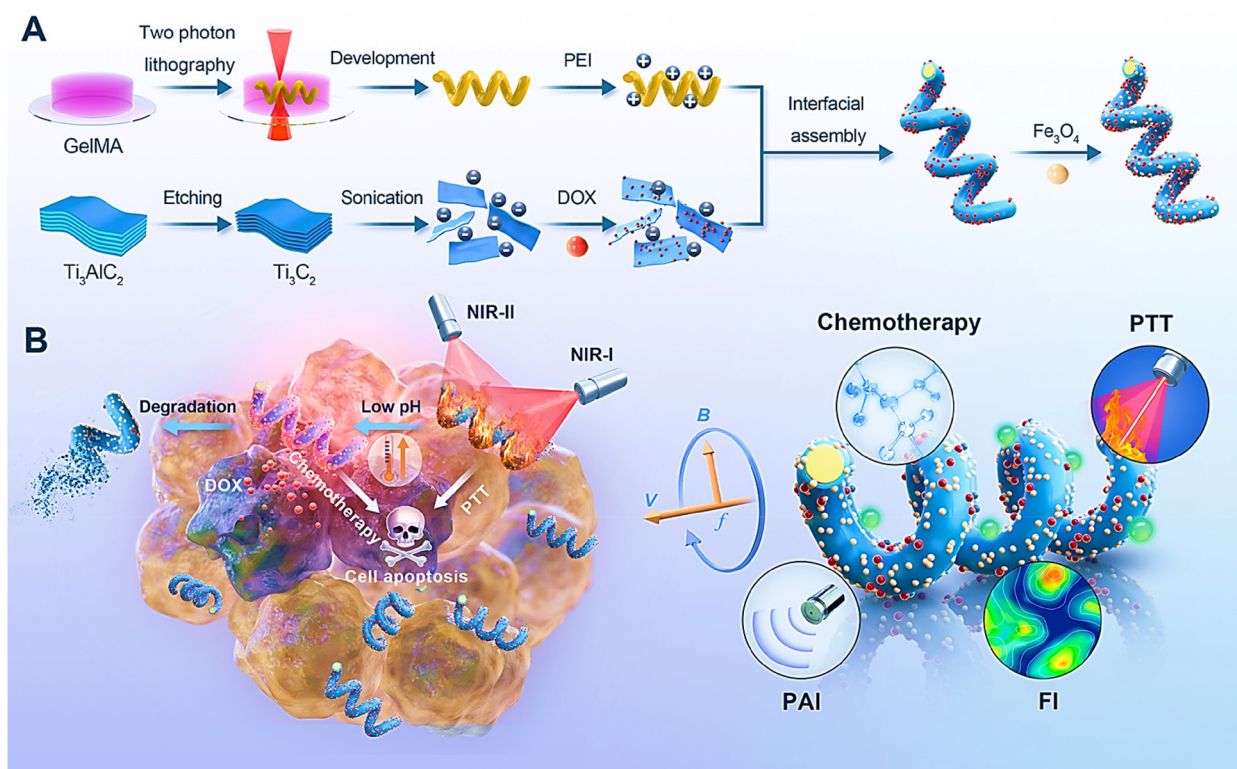 A
Two photon
lithography
Development
PEI
GelMA
Interfacial
assembly
Fe₃O₄
Etching
Sonication
DOX
Ti₃AlC₂
Ti₃C₂
B
NIR-II
NIR-I
Degradation
Low pH
DOX
Chemotherapy
PTT
Cell apoptosis
Chemotherapy
PTT
B
V
f
PAI
FI